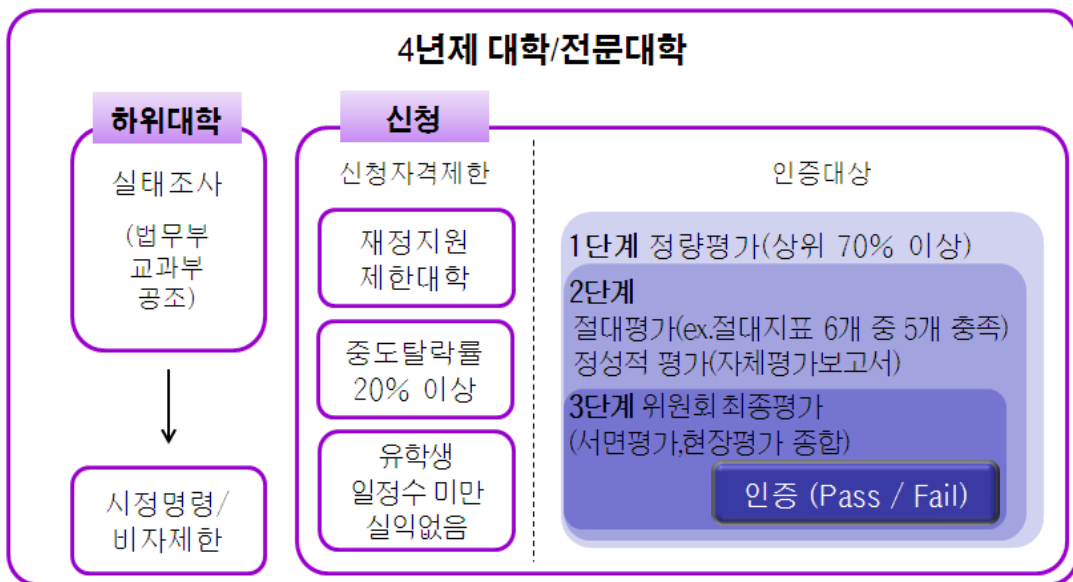 4년제 대학/전문대학
하위대학
실태조사
(법무부
교과부
공조)
시정명령/
비자제한
신청
신청자격제한
재정지원
제한대학
중도탈락률
20% 이상
유학생
일정수 미만
실익없음
인증대상
1단계 정량평가(상위 70% 이상)
2단계
절대평가(ex.절대지표 6개 중 5개 충족)
정성적 평가(자체평가보고서)
3단계 위원회 최종평가
(서면평가,현장평가 종합)
인증 (Pass / Fail)